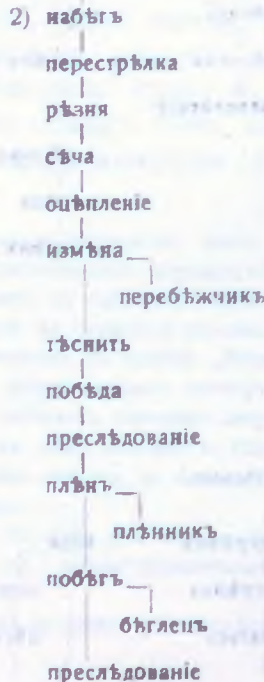 2) набѣгъ
перестрѣлка
рѣзня
сѣча
оцѣпленіе
измѣна
перебѣжчикъ
тѣснить
побѣда
преслѣдованіе
плѣнъ
плѣнникъ
побѣгъ
бѣглецъ
преслѣдованіе